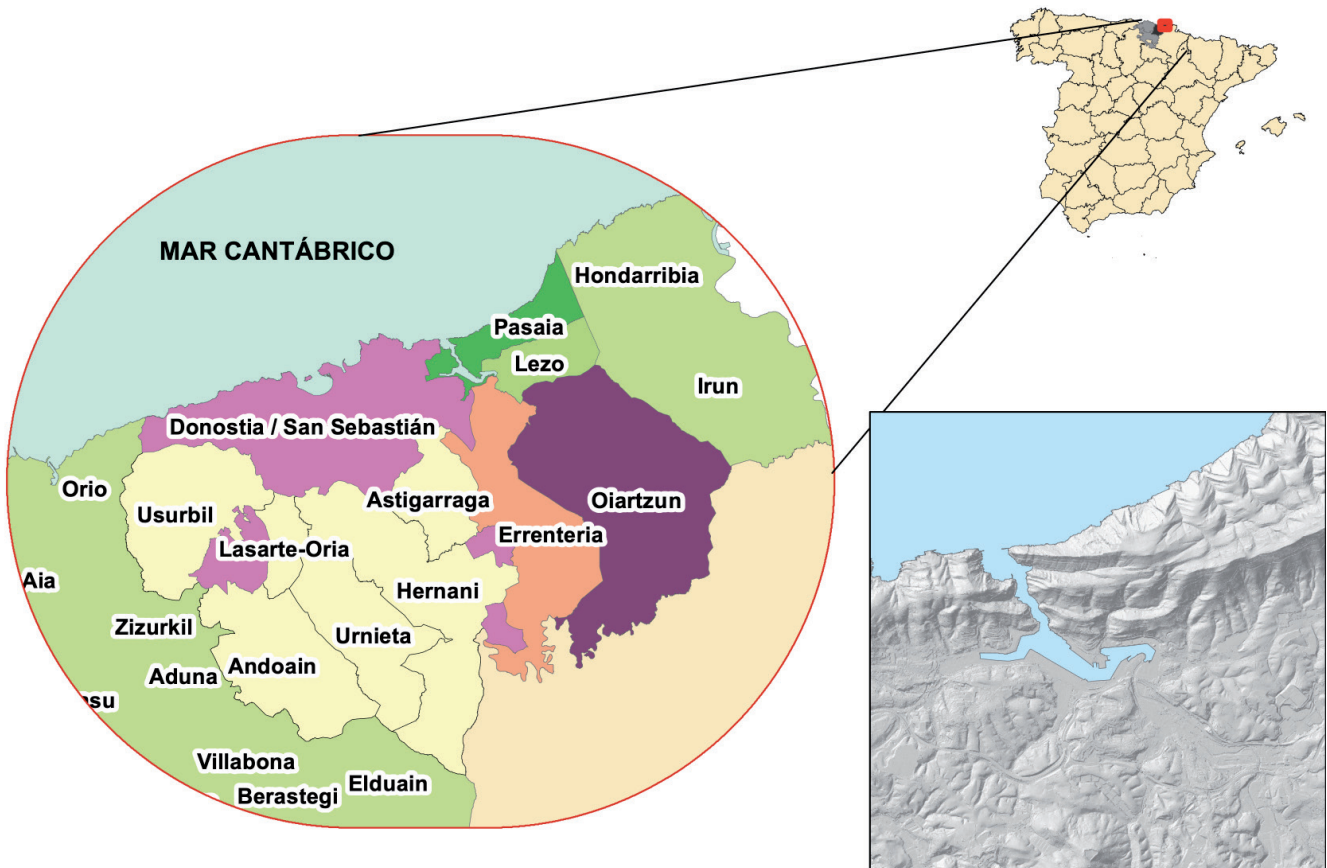 MAR CANTÁBRICO
Hondarribia
Pasaia
Lezo
Irun
Donostia / San Sebastián
Orio
Astigarraga
Usurbil
Oiartzun
Lasarte-Oria
Errenteria
Aia
Hernani
Zizurkil
Urnieta
Andoain
Aduna
asu
Villabona
Elduain
Berastegi